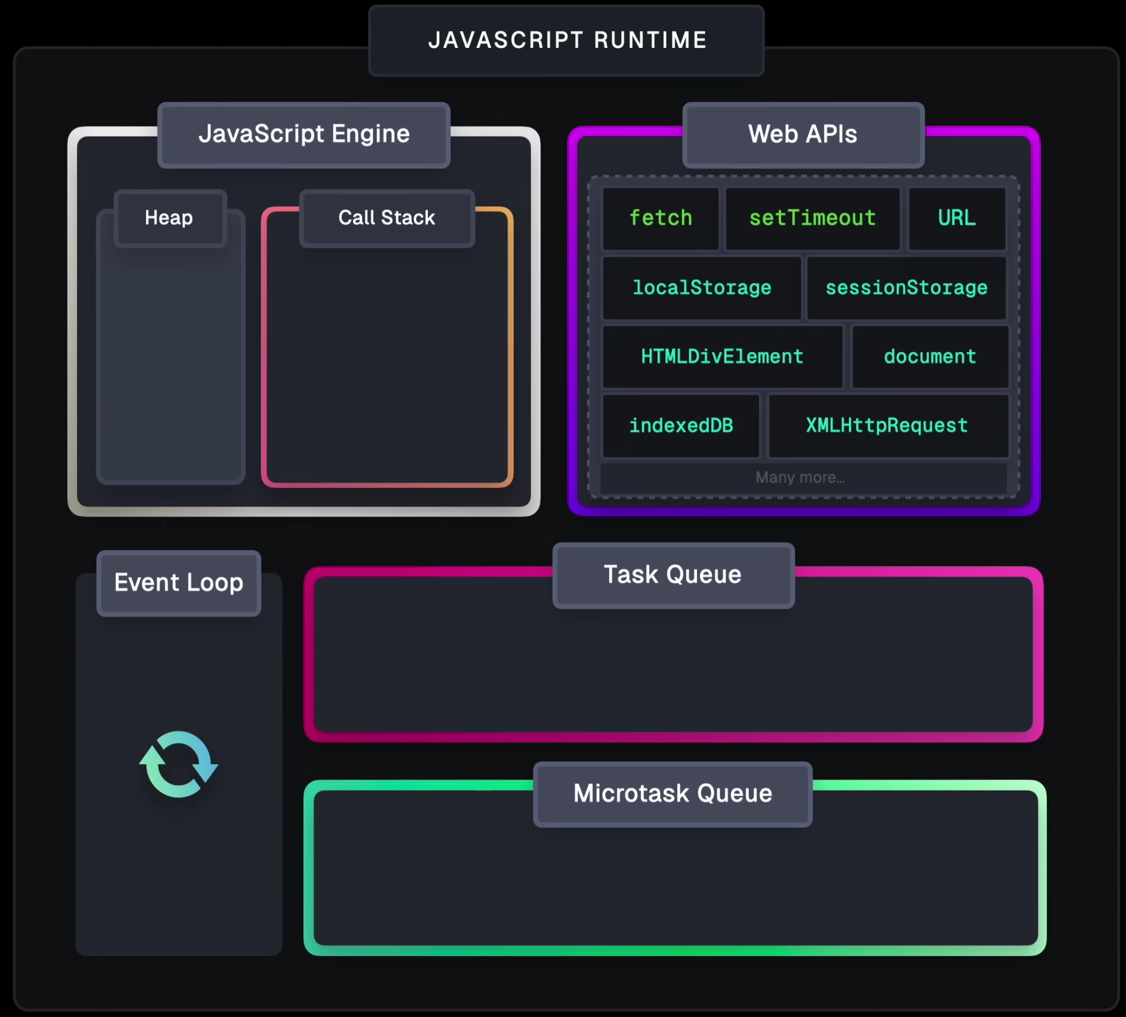 JAVASCRIPT RUNTIME
JavaScript Engine
Heap
Call Stack
Web APIs
fetch
setTimeout
URL
localStorage
sessionStorage
HTMLDivElement
document
indexedDB
XMLHttpRequest
Many more...
Event Loop
Task Queue
Microtask Queue